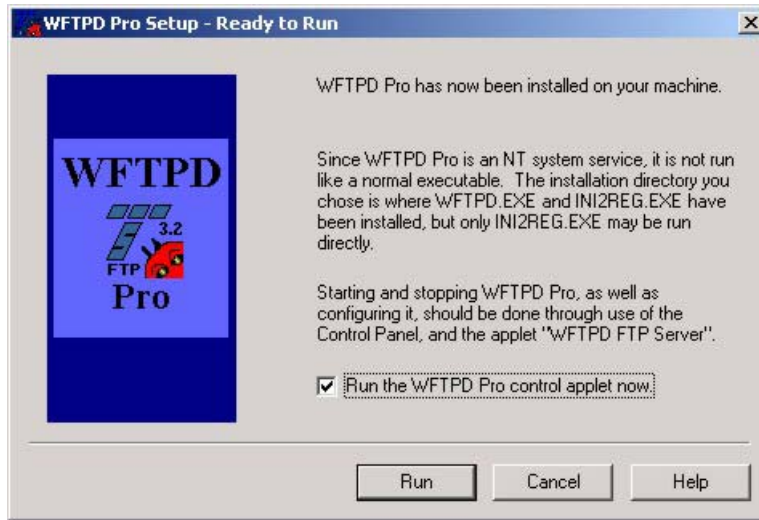 WFTPD Pro Setup - Ready to Run
WFTPD
3.2
FTP
Pro
WFTPD Pro has now been installed on your machine.
Since WFTPD Pro is an NT system service, it is not run
like a normal executable.  The installation directory you
chose is where WFTPD.EXE and INI2REG.EXE have
been installed, but only INI2REG.EXE may be run
directly.
Starting and stopping WFTPD Pro, as well as
configuring it, should be done through use of the
Control Panel, and the applet "WFTPD FTP Server".
Run the WFTPD Pro control applet now.
Run
Cancel
Help